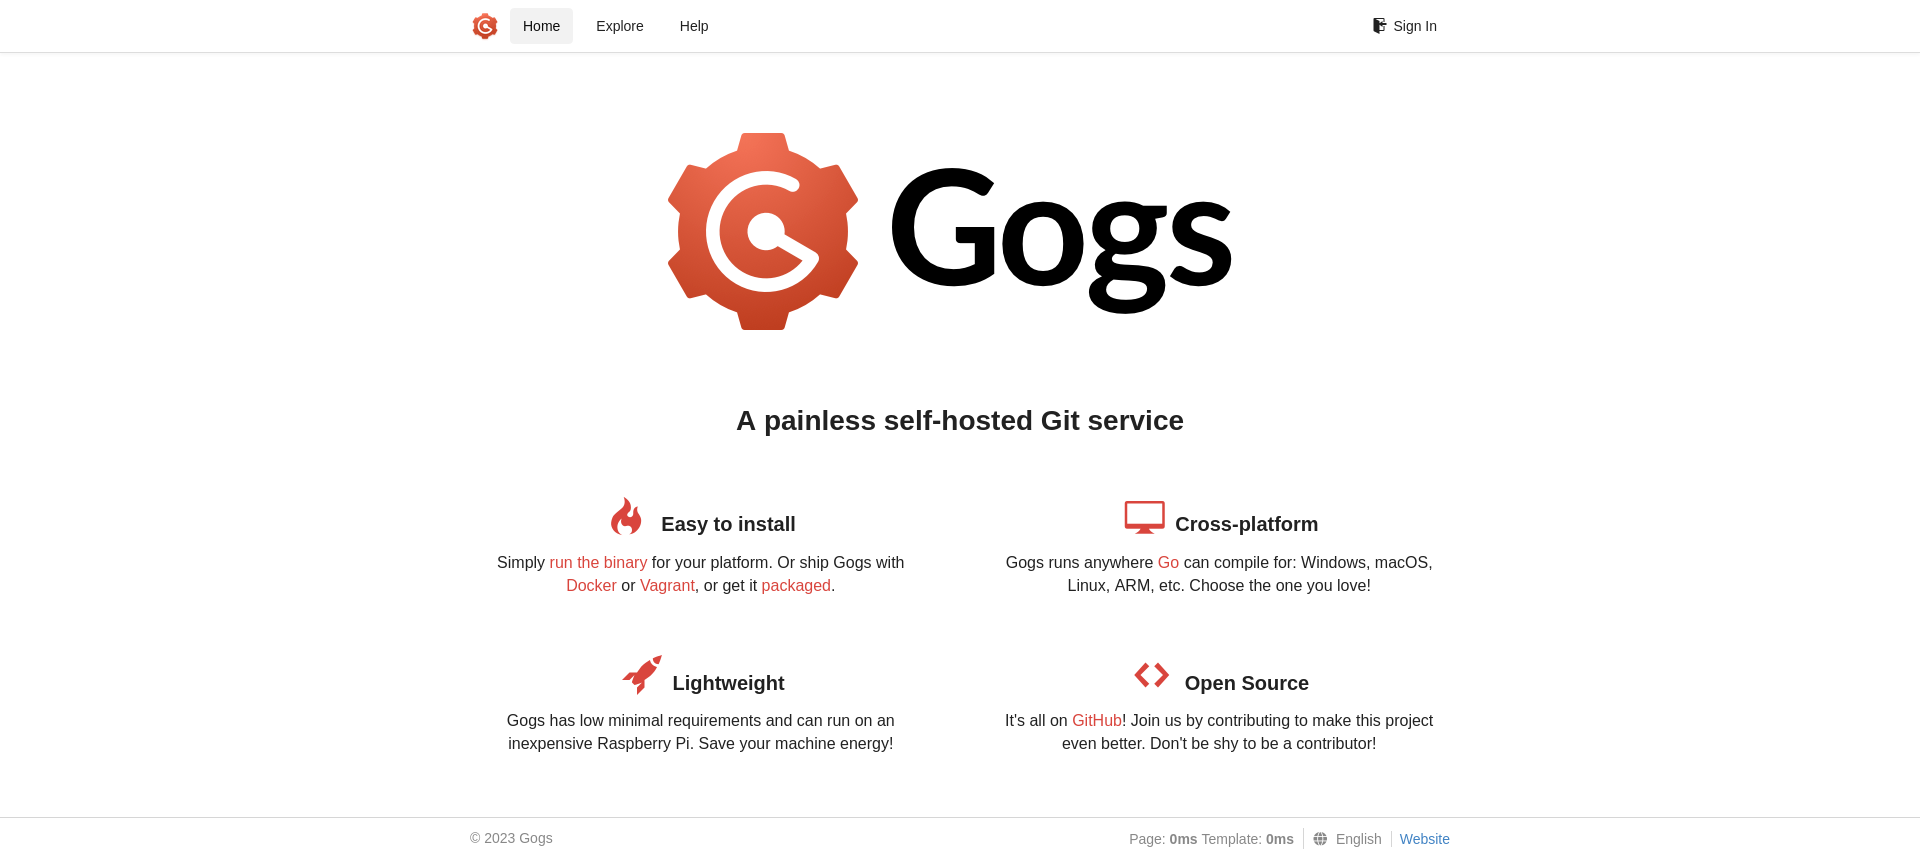 Home Explore Help Sign In
Gogs
A painless self-hosted Git service
Easy to install
Simply run the binary for your platform. Or ship Gogs with
Docker or Vagrant, or get it packaged.
Cross-platform
Gogs runs anywhere Go can compile for: Windows, macOS,
Linux, ARM, etc. Choose the one you love!
Lightweight
Gogs has low minimal requirements and can run on an
inexpensive Raspberry Pi. Save your machine energy!
Open Source
It's all on GitHub! Join us by contributing to make this project
even better. Don't be shy to be a contributor!
© 2023 Gogs Page: 0ms Template: 0ms English Website